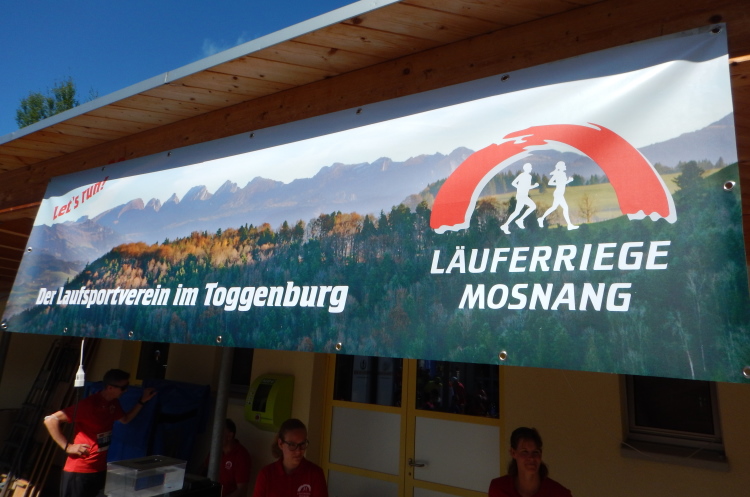 Let's run!
Der Laufsportverein im Toggenburg
LÄUFERRIEGE
MOSNANG